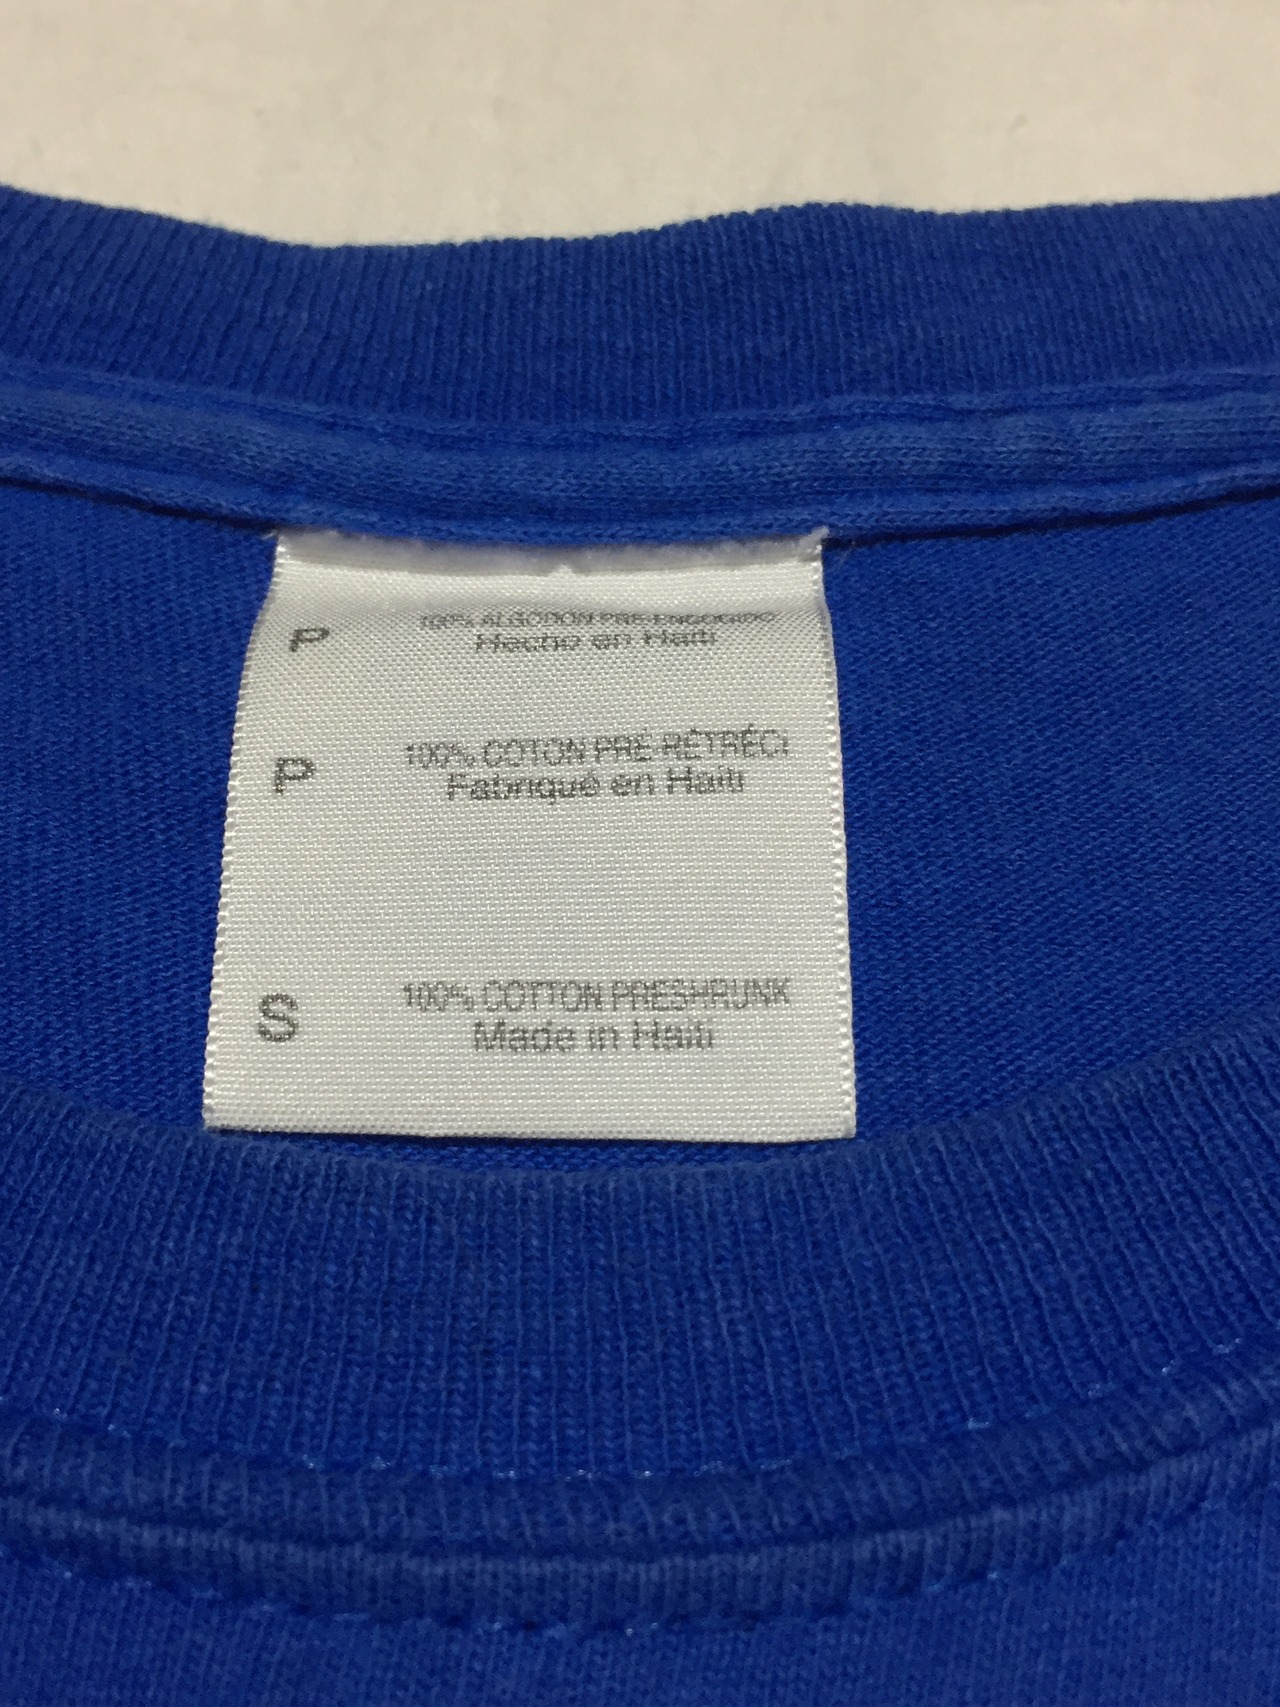 P 100% ALGODON PRE-ENCOGIDO
Hecho en Haiti
P 100% COTON PRÉ-RÉTRÉCI
Fabriqué en Haïti
S 100% COTTON PRESHRUNK
Made in Haiti